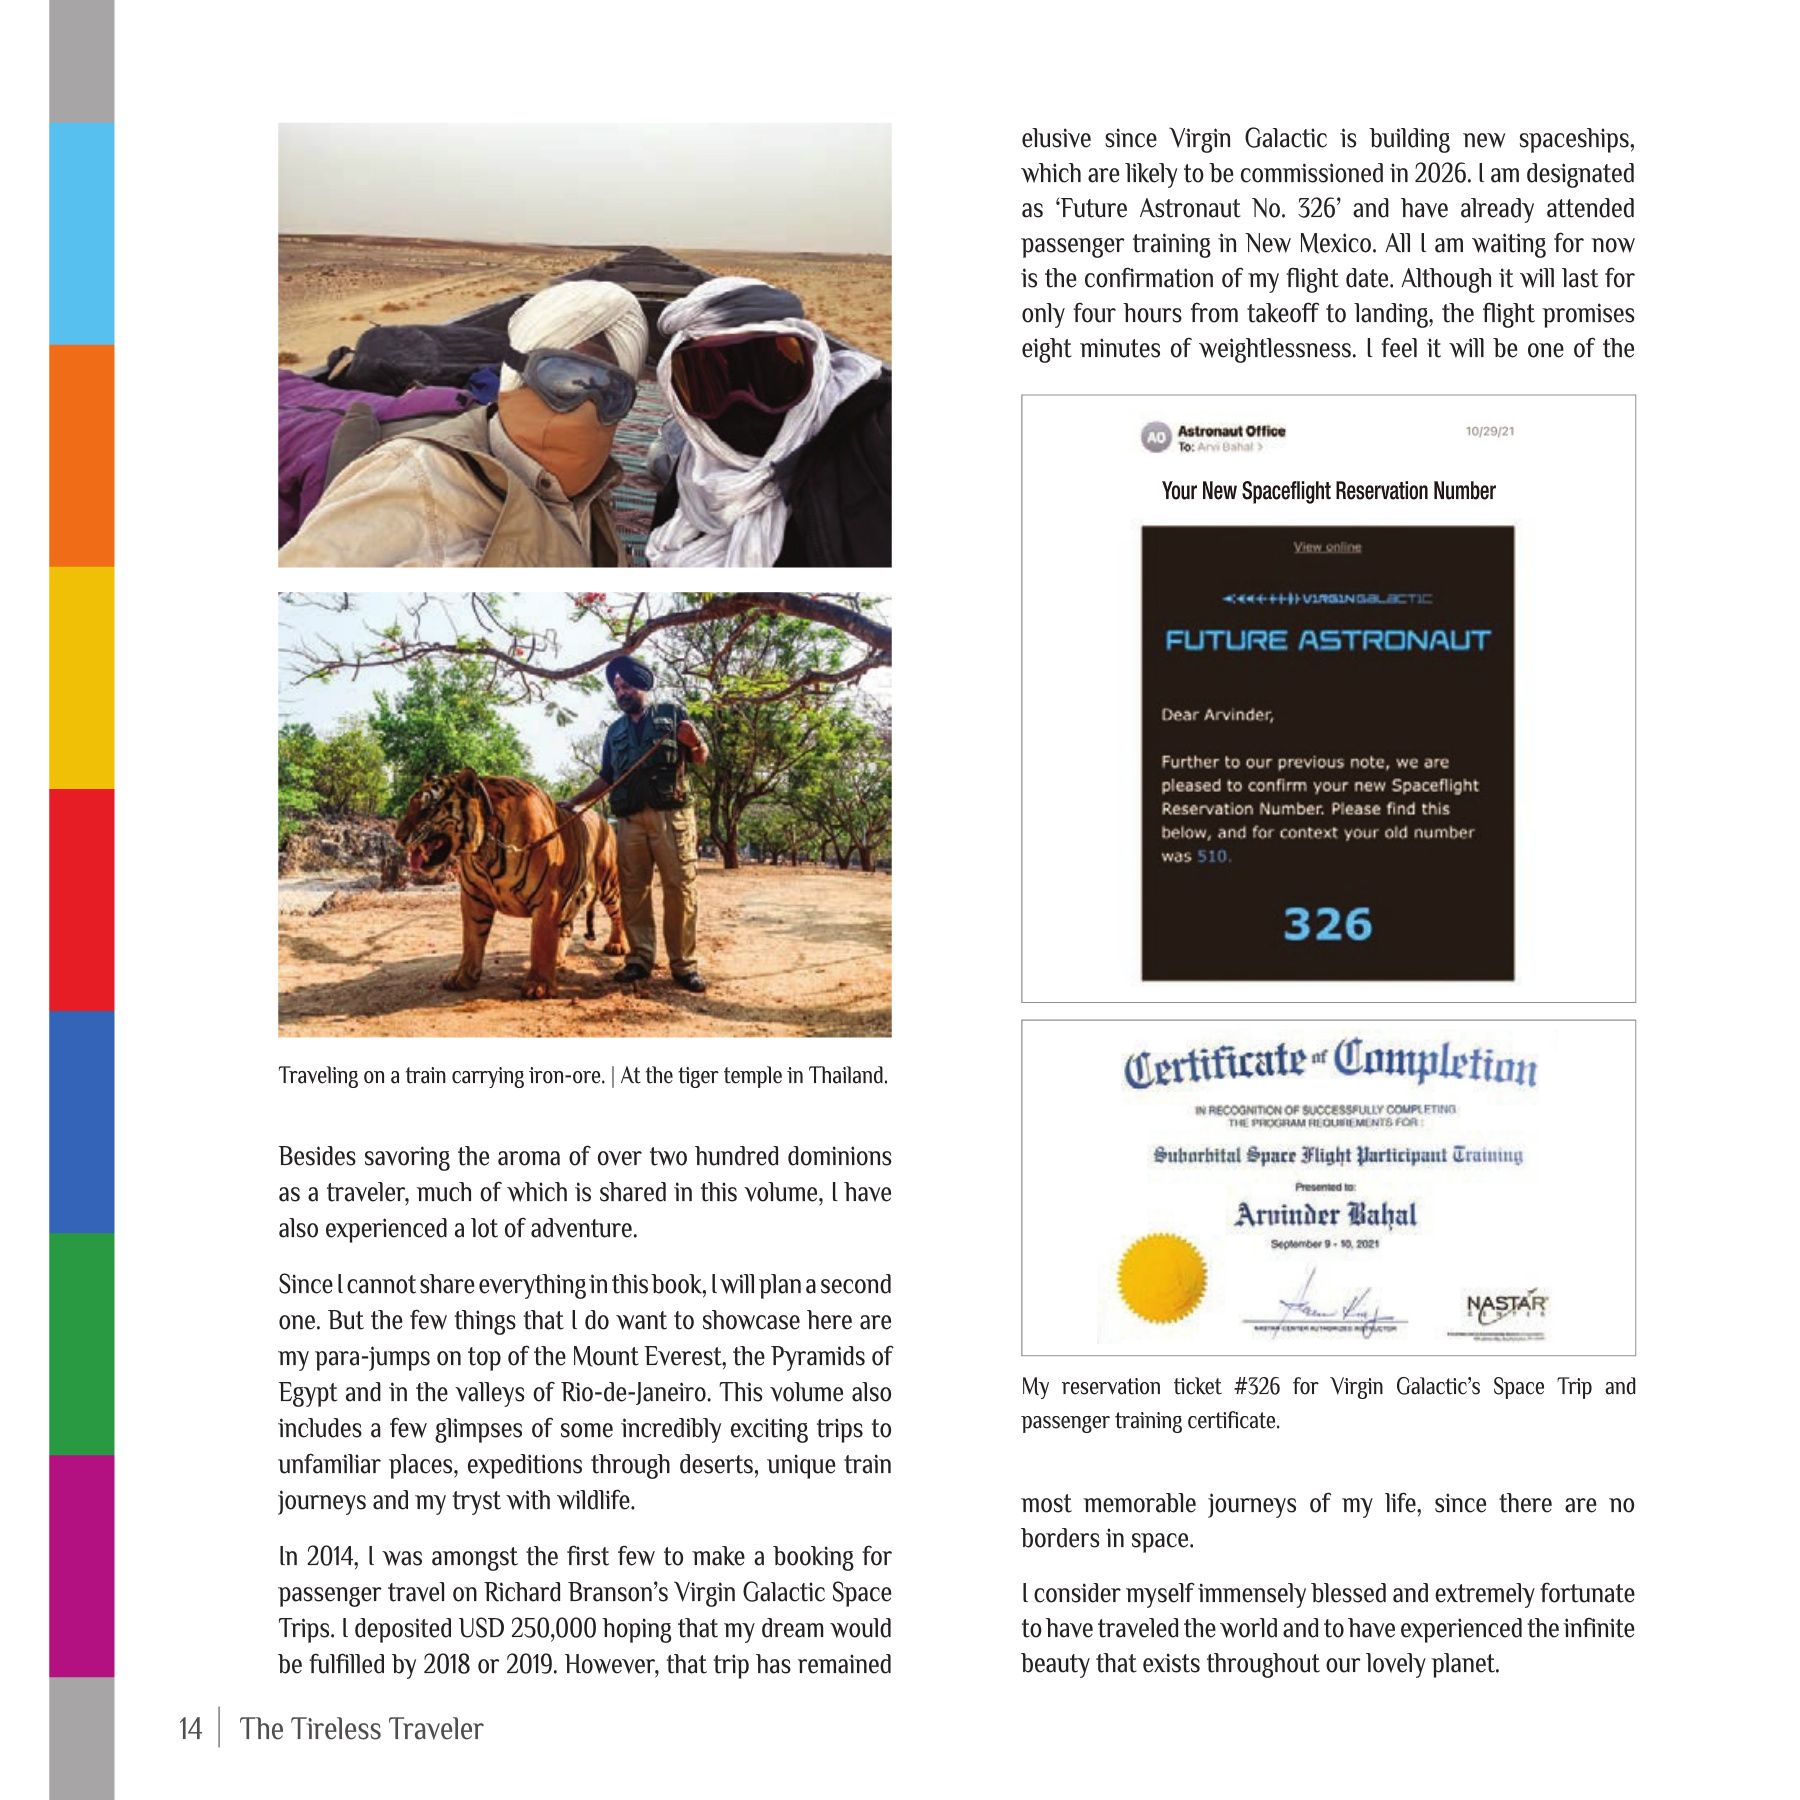 Traveling on a train carrying iron-ore. | At the tiger temple in Thailand.
Besides savoring the aroma of over two hundred dominions
as a traveler, much of which is shared in this volume, I have
also experienced a lot of adventure.
Since I cannot share everything in this book, I will plan a second
one. But the few things that I do want to showcase here are
my para-jumps on top of the Mount Everest, the Pyramids of
Egypt and in the valleys of Rio-de-Janeiro. This volume also
includes a few glimpses of some incredibly exciting trips to
unfamiliar places, expeditions through deserts, unique train
journeys and my tryst with wildlife.
In 2014, I was amongst the first few to make a booking for
passenger travel on Richard Branson’s Virgin Galactic Space
Trips. I deposited USD 250,000 hoping that my dream would
be fulfilled by 2018 or 2019. However, that trip has remained
elusive since Virgin Galactic is building new spaceships,
which are likely to be commissioned in 2026. I am designated
as ‘Future Astronaut No. 326’ and have already attended
passenger training in New Mexico. All I am waiting for now
is the confirmation of my flight date. Although it will last for
only four hours from takeoff to landing, the flight promises
eight minutes of weightlessness. I feel it will be one of the
AO Astronaut Office 10/29/21
To: Arvi Bahal >
Your New Spaceflight Reservation Number
View online
VIRGIN GALACTIC
FUTURE ASTRONAUT
Dear Arvinder,
Further to our previous note, we are
pleased to confirm your new Spaceflight
Reservation Number. Please find this
below, and for context your old number
was 510.
326
Certificate of Completion
IN RECOGNITION OF SUCCESSFULLY COMPLETING
THE PROGRAM REQUIREMENTS FOR :
Suborbital Space Flight Participant Training
Presented to:
Arvinder Bahal
September 9 - 10, 2021
NASTAR CENTER AUTHORIZED INSTRUCTOR
NASTAR
CENTER
My reservation ticket #326 for Virgin Galactic’s Space Trip and
passenger training certificate.
most memorable journeys of my life, since there are no
borders in space.
I consider myself immensely blessed and extremely fortunate
to have traveled the world and to have experienced the infinite
beauty that exists throughout our lovely planet.
14 | The Tireless Traveler